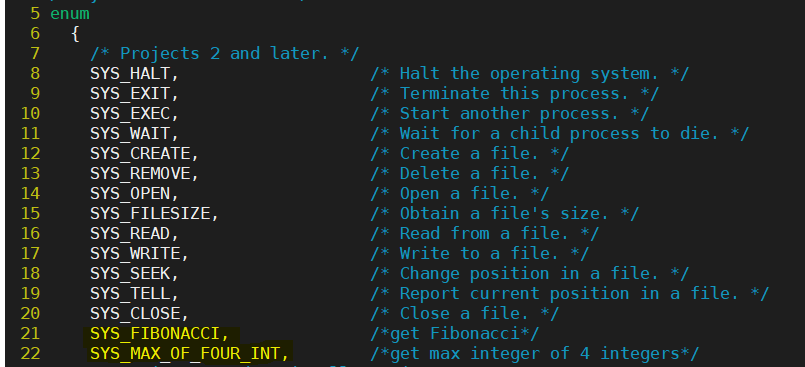 5 enum
6   {
7     /* Projects 2 and later. */
8     SYS_HALT,                   /* Halt the operating system. */
9     SYS_EXIT,                   /* Terminate this process. */
10     SYS_EXEC,                   /* Start another process. */
11     SYS_WAIT,                   /* Wait for a child process to die. */
12     SYS_CREATE,                 /* Create a file. */
13     SYS_REMOVE,                 /* Delete a file. */
14     SYS_OPEN,                   /* Open a file. */
15     SYS_FILESIZE,               /* Obtain a file's size. */
16     SYS_READ,                   /* Read from a file. */
17     SYS_WRITE,                  /* Write to a file. */
18     SYS_SEEK,                   /* Change position in a file. */
19     SYS_TELL,                   /* Report current position in a file. */
20     SYS_CLOSE,                  /* Close a file. */
21     SYS_FIBONACCI,              /*get Fibonacci*/
22     SYS_MAX_OF_FOUR_INT,        /*get max integer of 4 integers*/